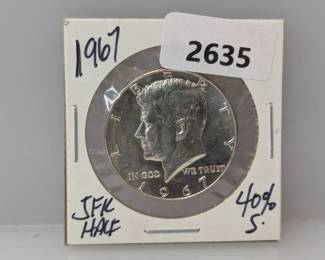 1967
2635
LIBERTY
IN GOD WE TRUST
1967
JFK
HALF
40%
S.